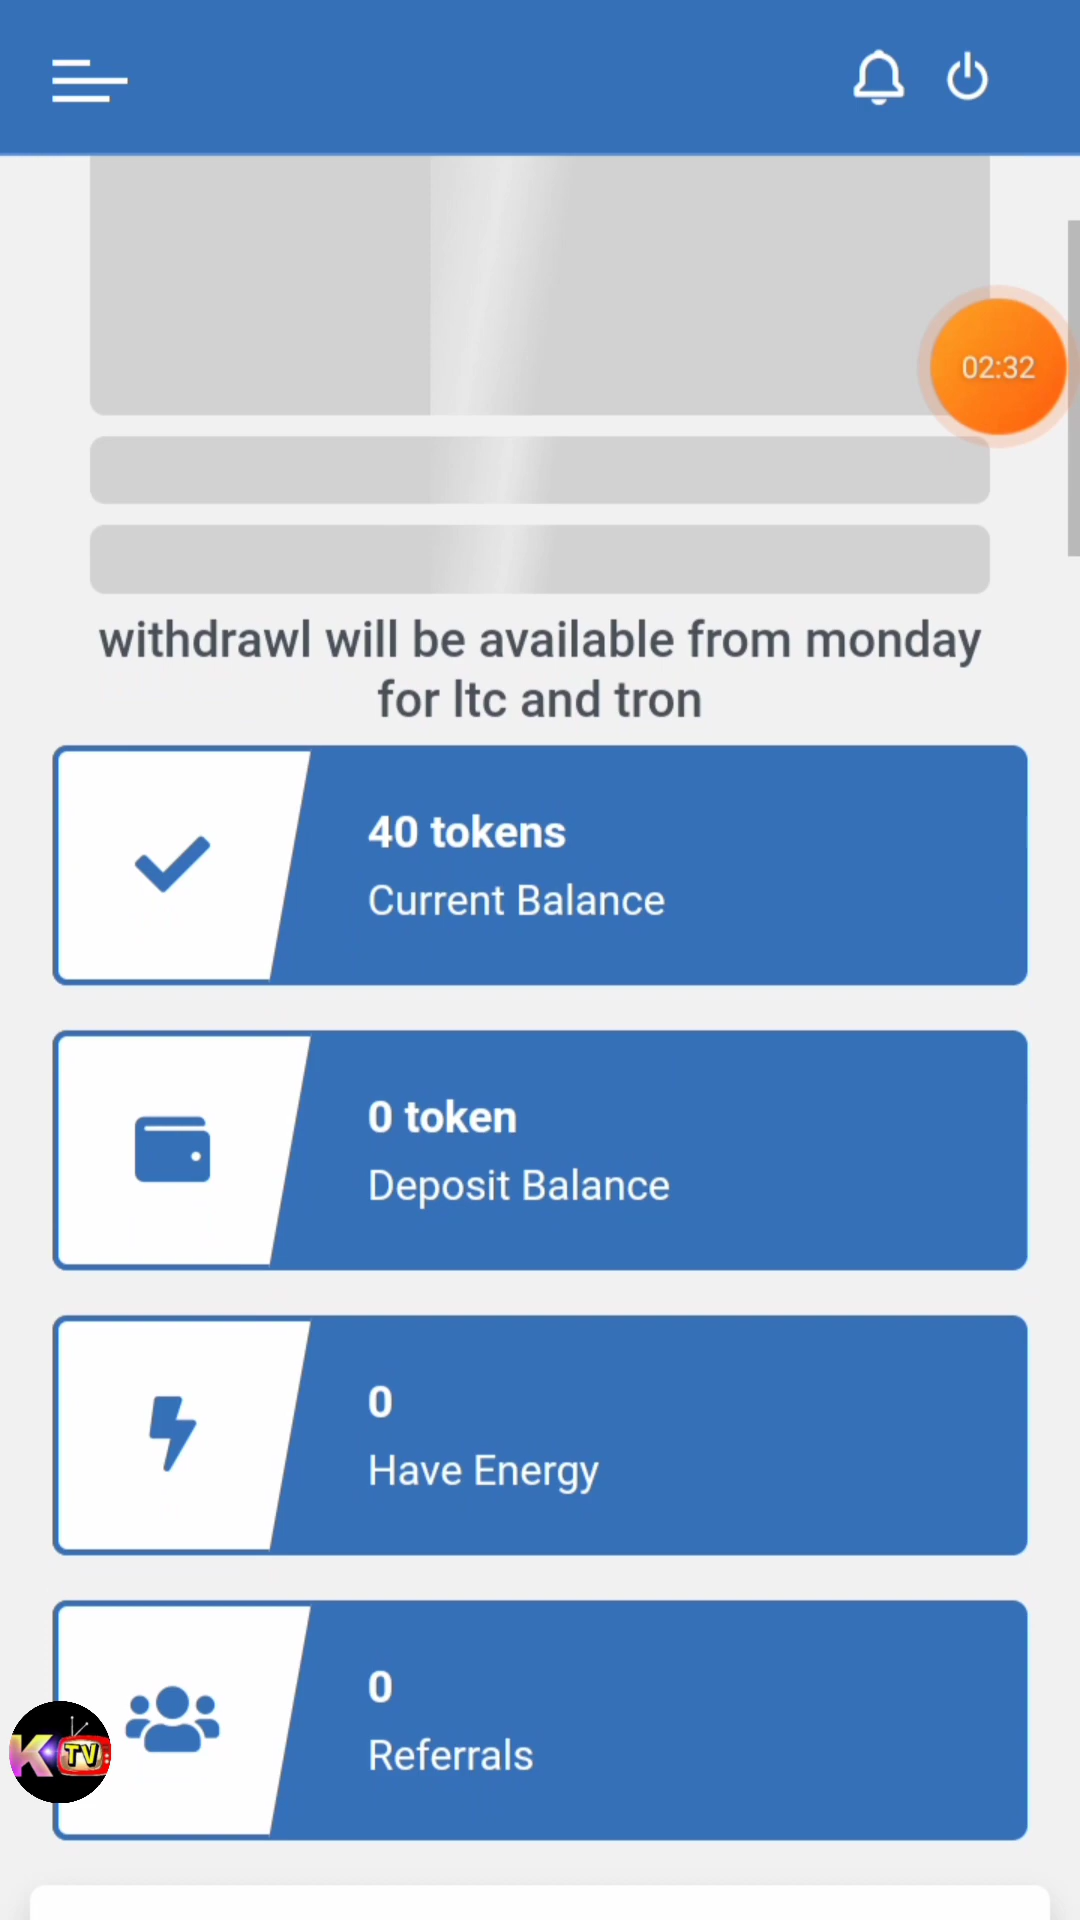 02:32
withdrawl will be available from monday
for ltc and tron
40 tokens
Current Balance
0 token
Deposit Balance
0
Have Energy
0
Referrals
K TV